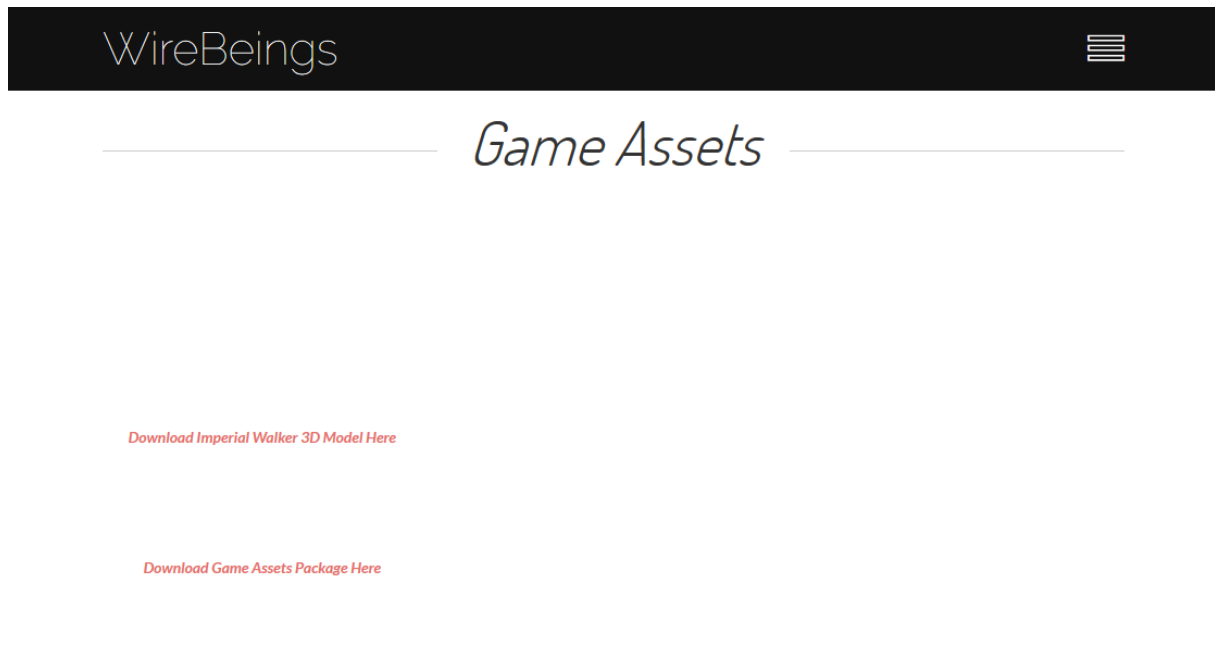 WireBeings
Game Assets
Download Imperial Walker 3D Model Here
Download Game Assets Package Here